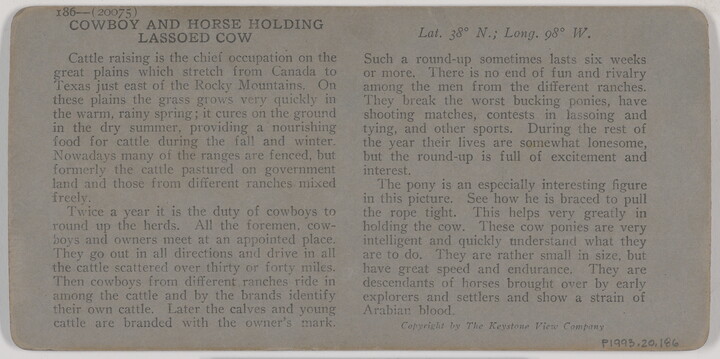 186—(20075)
COWBOY AND HORSE HOLDING
LASSOED COW
Cattle raising is the chief occupation on the
great plains which stretch from Canada to
Texas just east of the Rocky Mountains. On
these plains the grass grows very quickly in
the warm, rainy spring; it cures on the ground
in the dry summer, providing a nourishing
food for cattle during the fall and winter.
Nowadays many of the ranges are fenced, but
formerly the cattle pastured on government
land and those from different ranches mixed
freely.
Twice a year it is the duty of cowboys to
round up the herds. All the foremen, cow-
boys and owners meet at an appointed place.
They go out in all directions and drive in all
the cattle scattered over thirty or forty miles.
Then cowboys from different ranches ride in
among the cattle and by the brands identify
their own cattle. Later the calves and young
cattle are branded with the owner's mark.
Lat. 38° N.; Long. 98° W.
Such a round-up sometimes lasts six weeks
or more. There is no end of fun and rivalry
among the men from the different ranches.
They break the worst bucking ponies, have
shooting matches, contests in lassoing and
tying, and other sports. During the rest of
the year their lives are somewhat lonesome,
but the round-up is full of excitement and
interest.
The pony is an especially interesting figure
in this picture. See how he is braced to pull
the rope tight. This helps very greatly in
holding the cow. These cow ponies are very
intelligent and quickly understand what they
are to do. They are rather small in size, but
have great speed and endurance. They are
descendants of horses brought over by early
explorers and settlers and show a strain of
Arabian blood.
Copyright by The Keystone View Company
P1993.20.186